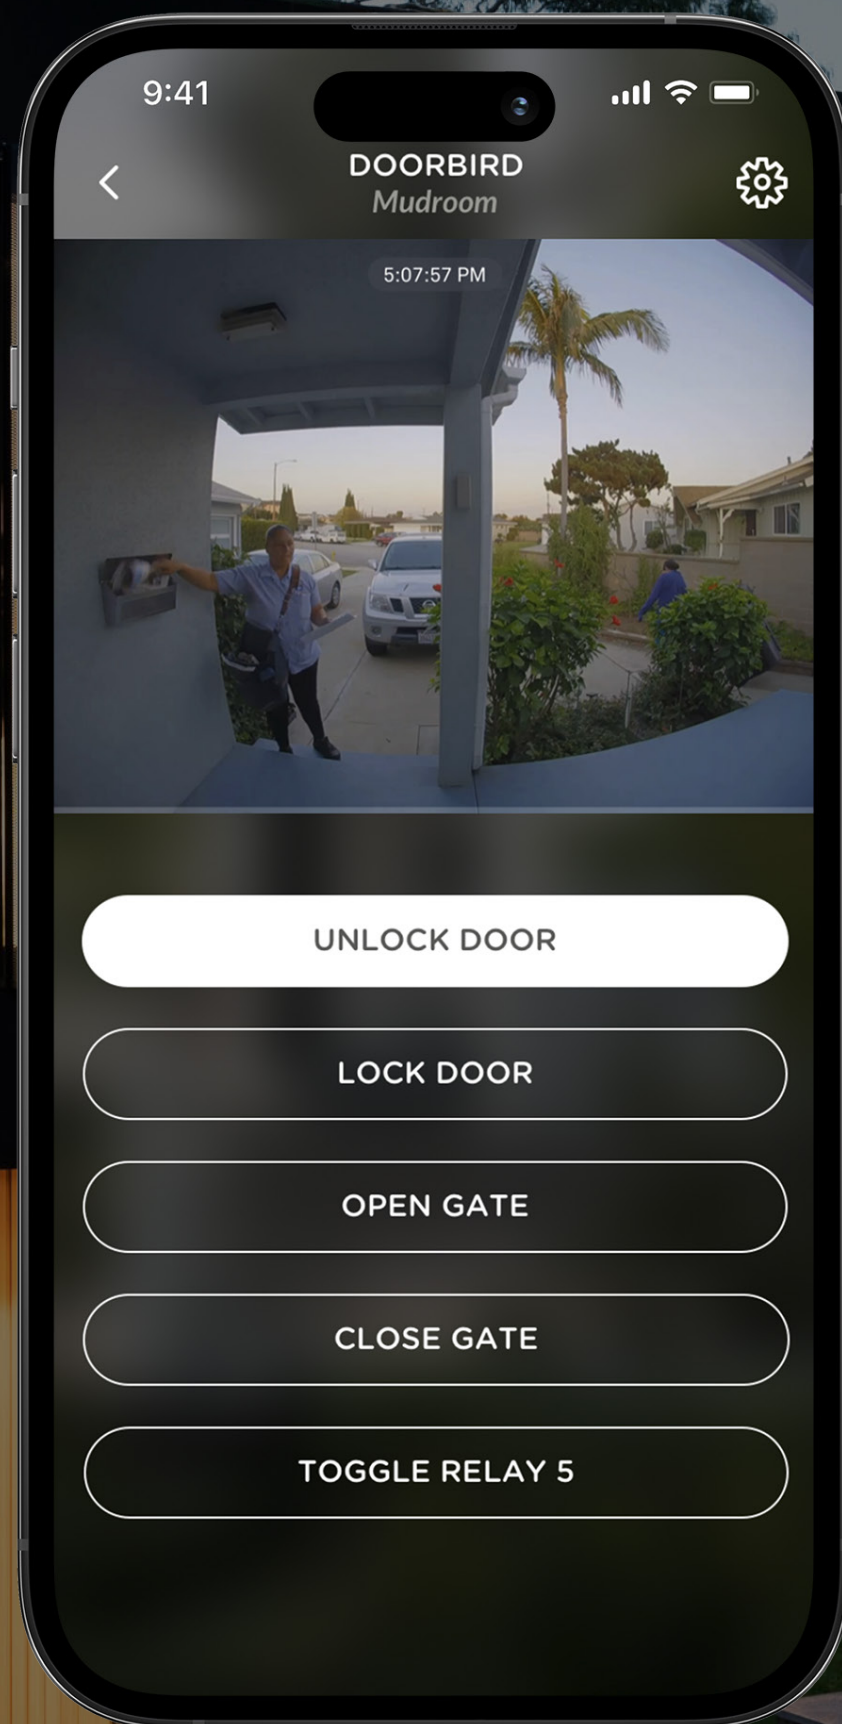 9:41
DOORBIRD
Mudroom
5:07:57 PM
UNLOCK DOOR
LOCK DOOR
OPEN GATE
CLOSE GATE
TOGGLE RELAY 5